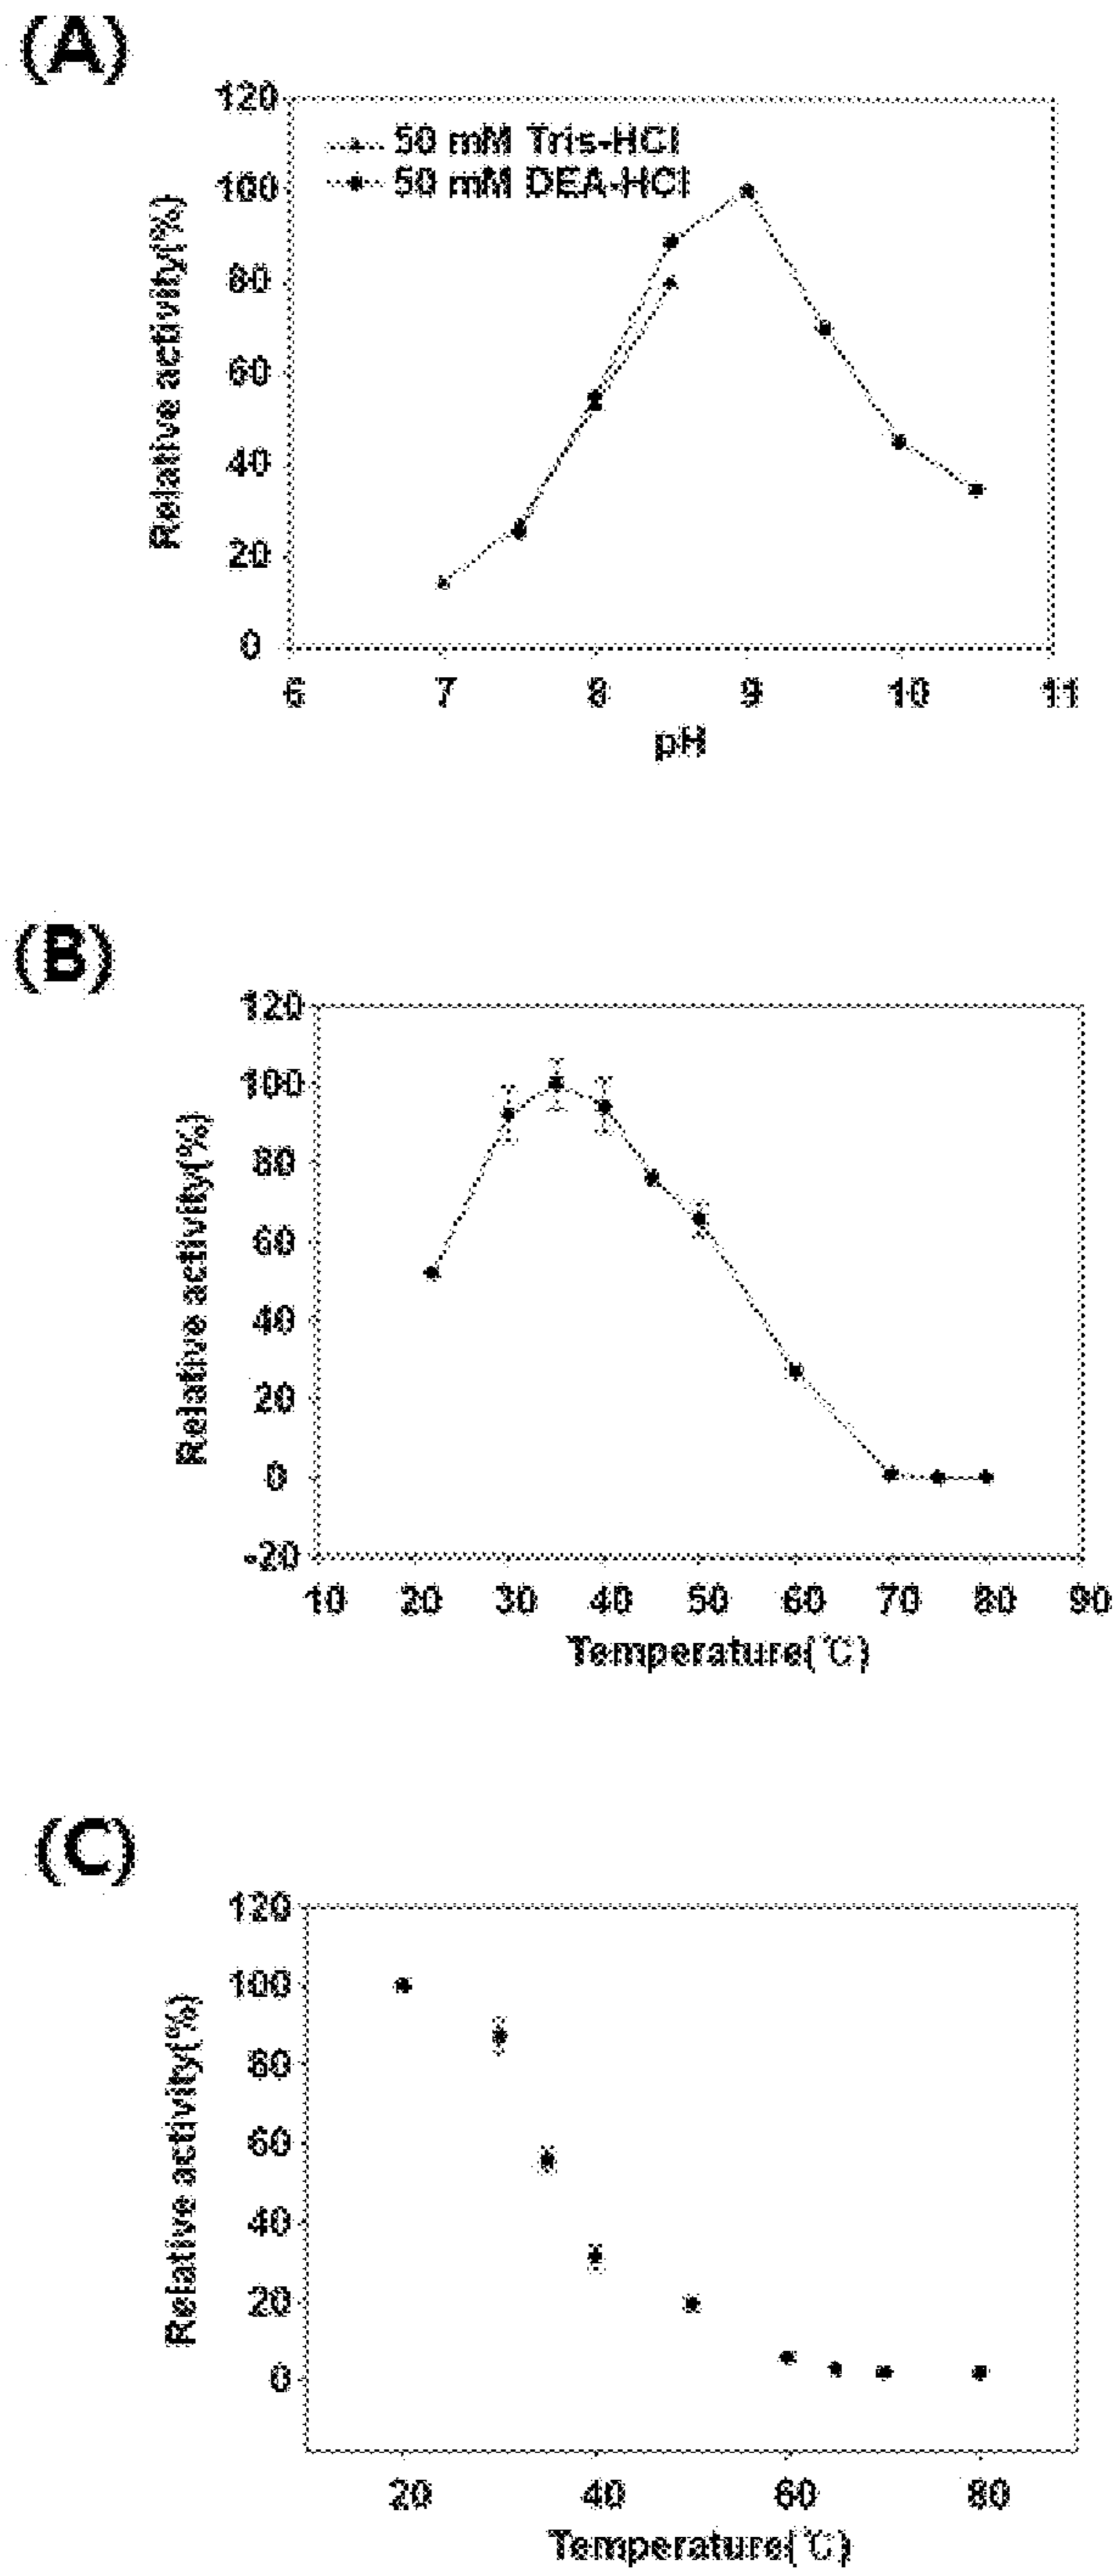 (A)
120
50 mM Tris-HCl
50 mM DEA-HCl
100
80
60
40
20
0
Relative activity(%)
6 7 8 9 10 11
pH
(B)
120
100
80
60
40
20
0
-20
Relative activity(%)
10 20 30 40 50 60 70 80 90
Temperature(℃)
(C)
120
100
80
60
40
20
0
Relative activity(%)
20 40 60 80
Temperature(℃)